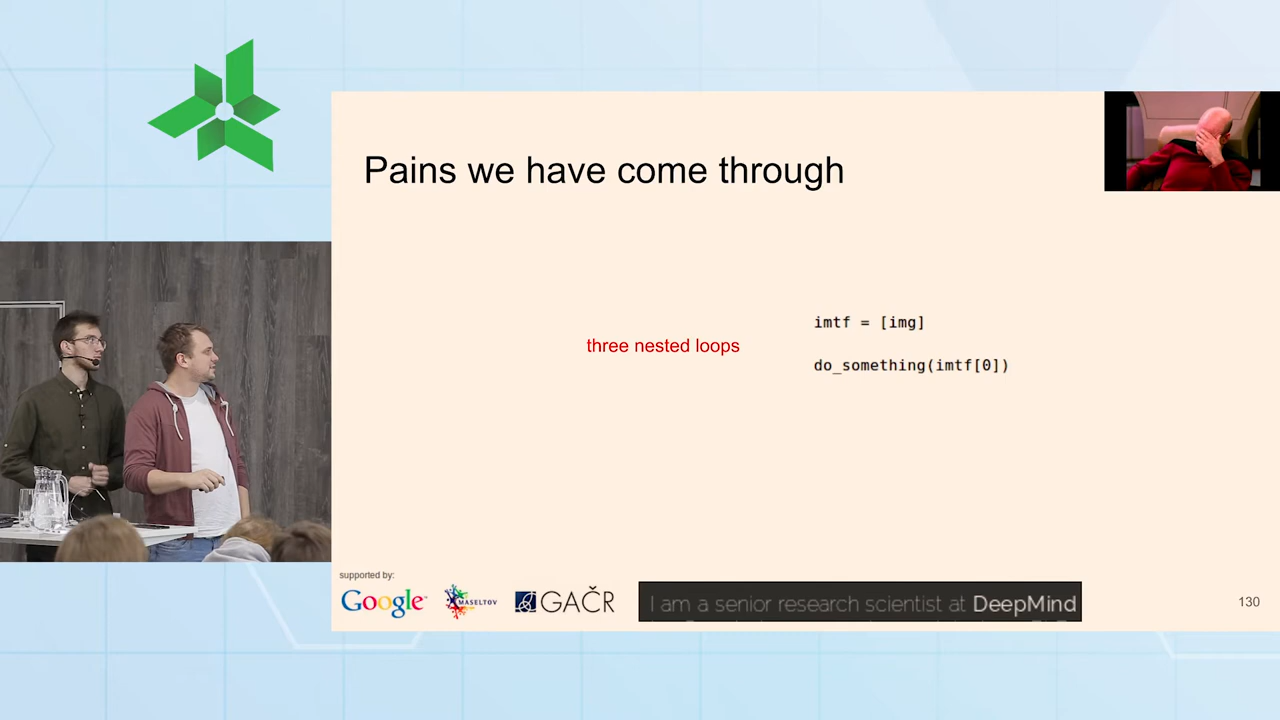 Pains we have come through
imtf = [img]
three nested loops
do_something(imtf[0])
supported by:
Google
MASELTOV
GAČR
I am a senior research scientist at DeepMind
130